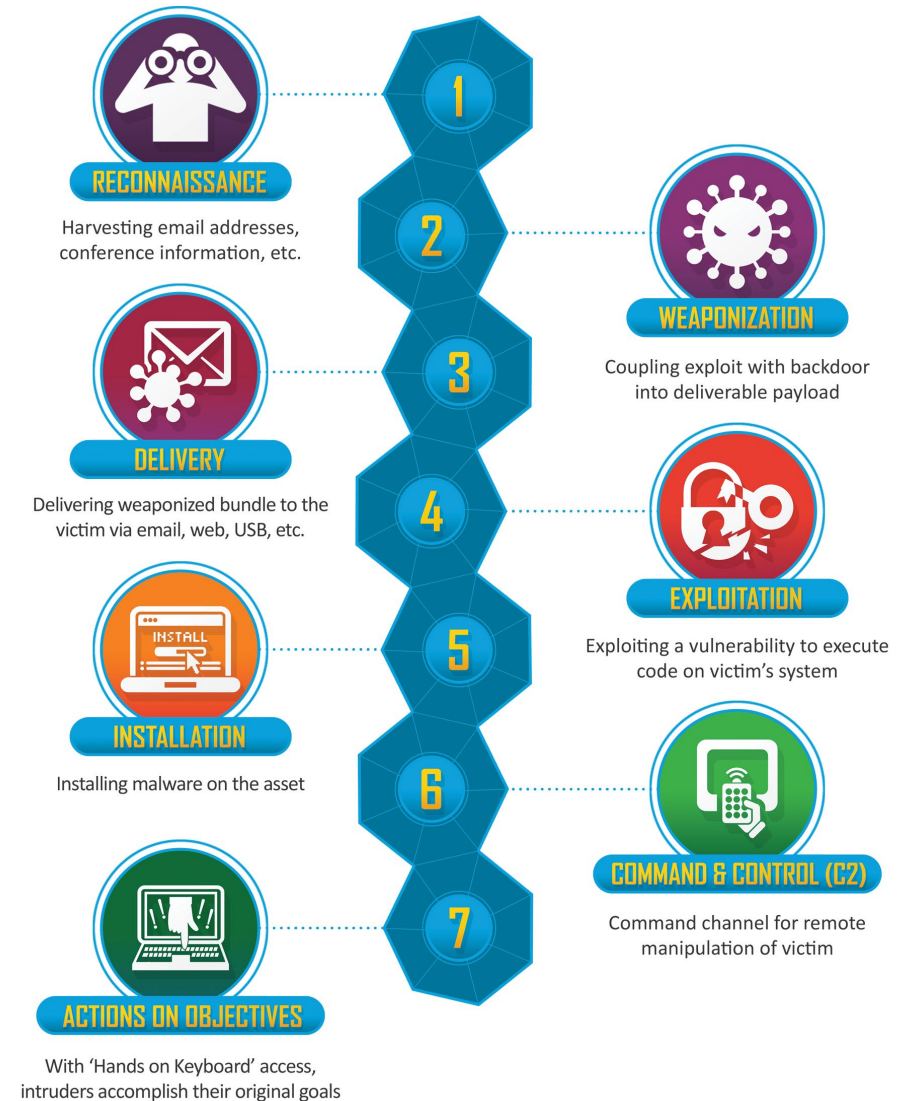 1
RECONNAISSANCE
Harvesting email addresses,
conference information, etc.
2
WEAPONIZATION
Coupling exploit with backdoor
into deliverable payload
3
DELIVERY
Delivering weaponized bundle to the
victim via email, web, USB, etc.
4
EXPLOITATION
Exploiting a vulnerability to execute
code on victim's system
5
INSTALL
INSTALLATION
Installing malware on the asset
6
COMMAND & CONTROL (C2)
Command channel for remote
manipulation of victim
7
ACTIONS ON OBJECTIVES
With ‘Hands on Keyboard’ access,
intruders accomplish their original goals